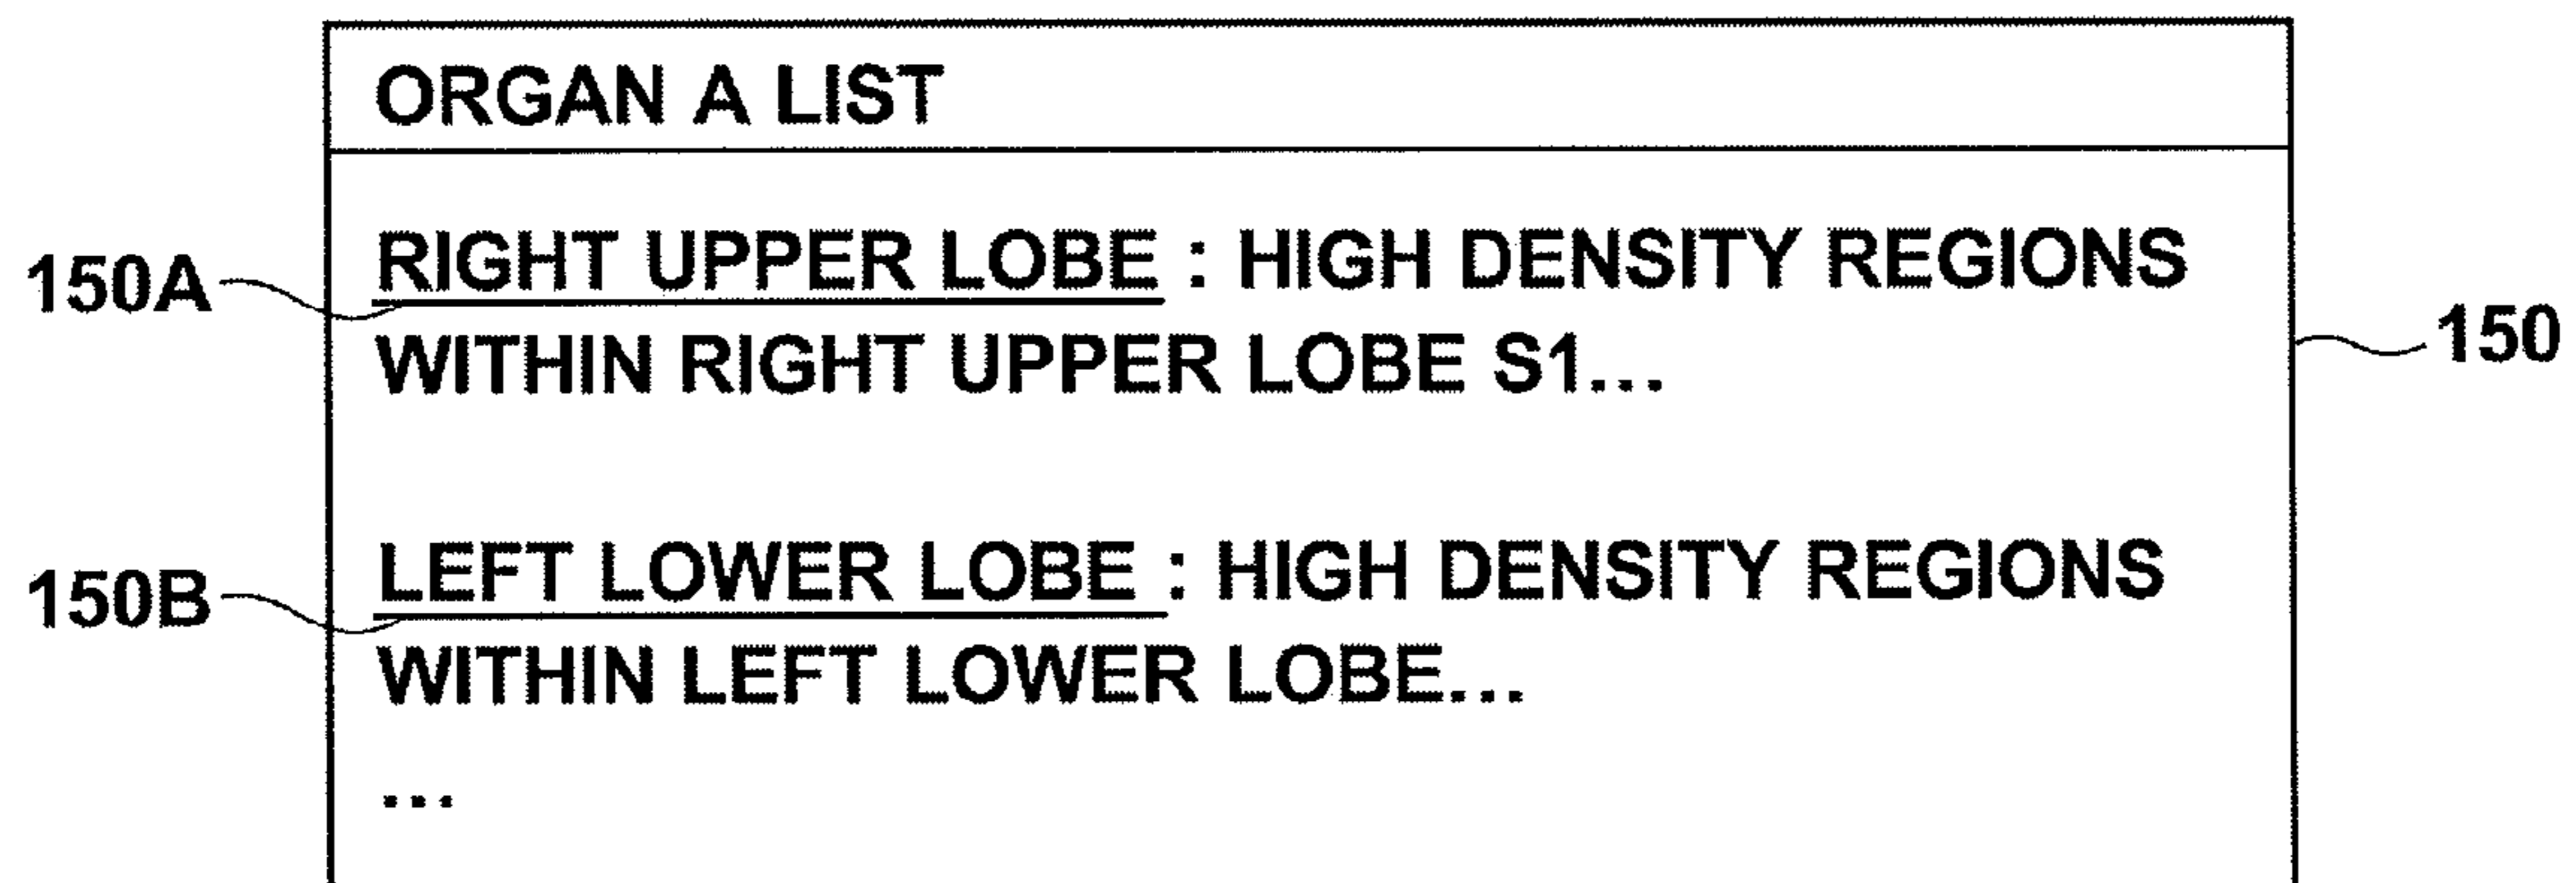 ORGAN A LIST
150A
RIGHT UPPER LOBE : HIGH DENSITY REGIONS
WITHIN RIGHT UPPER LOBE S1...
150
150B
LEFT LOWER LOBE : HIGH DENSITY REGIONS
WITHIN LEFT LOWER LOBE...
...